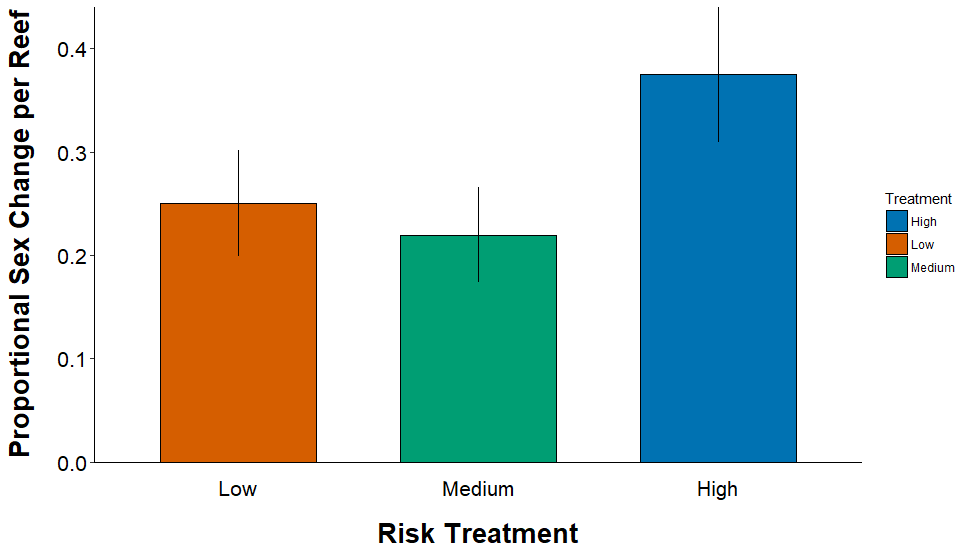 Proportional Sex Change per Reef
0.4
0.3
0.2
0.1
0.0
Low
Medium
High
Risk Treatment
Treatment
High
Low
Medium